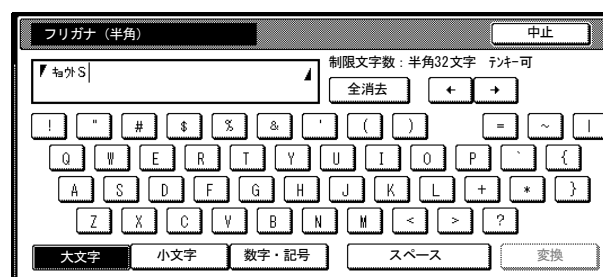 フリガナ（半角）
中止
ｷｮｳﾄS
制限文字数：半角32文字 ﾃﾝｷｰ可
全消去 ← →
! " # $ % & ' ( ) = ~ |
Q W E R T Y U I O P ` {
A S D F G H J K L + * }
Z X C V B N M < > ?
大文字 小文字 数字・記号 スペース 変換